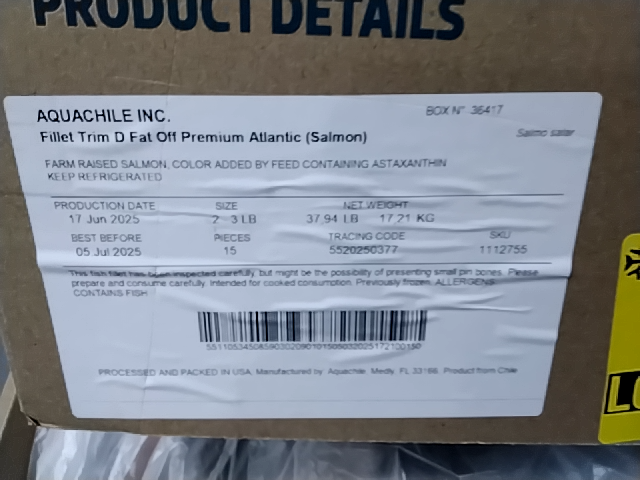 PRODUCT DETAILS
AQUACHILE INC.
BOX N° 36417
Fillet Trim D Fat Off Premium Atlantic (Salmon)
Salmo salar
FARM RAISED SALMON, COLOR ADDED BY FEED CONTAINING ASTAXANTHIN
KEEP REFRIGERATED
PRODUCTION DATE SIZE NET WEIGHT
17 Jun 2025 2 - 3 LB 37.94 LB 17.21 KG
BEST BEFORE PIECES TRACING CODE SKU
05 Jul 2025 15 5520250377 1112755
This fish fillet has been inspected carefully, but might be the possibility of presenting small pin bones. Please
prepare and consume carefully. Intended for cooked consumption. Previously frozen. ALLERGENS:
CONTAINS FISH
PROCESSED AND PACKED IN USA. Manufactured by Aquachile. Medly, FL 33166. Product from Chile